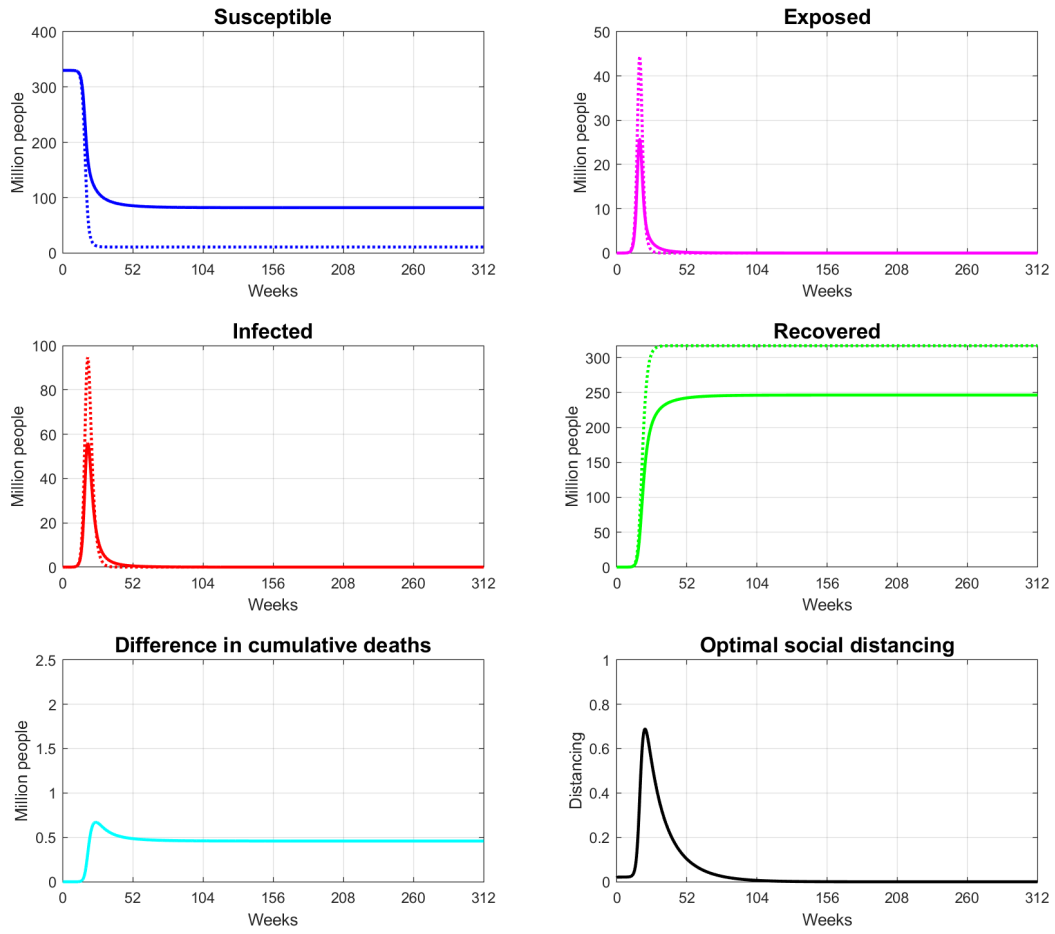 Susceptible
400
300
200
100
0
Million people
0 52 104 156 208 260 312
Weeks
Exposed
50
40
30
20
10
0
Million people
0 52 104 156 208 260 312
Weeks
Infected
100
80
60
40
20
0
Million people
0 52 104 156 208 260 312
Weeks
Recovered
300
250
200
150
100
50
0
Million people
0 52 104 156 208 260 312
Weeks
Difference in cumulative deaths
2.5
2
1.5
1
0.5
0
Million people
0 52 104 156 208 260 312
Weeks
Optimal social distancing
1
0.8
0.6
0.4
0.2
0
Distancing
0 52 104 156 208 260 312
Weeks